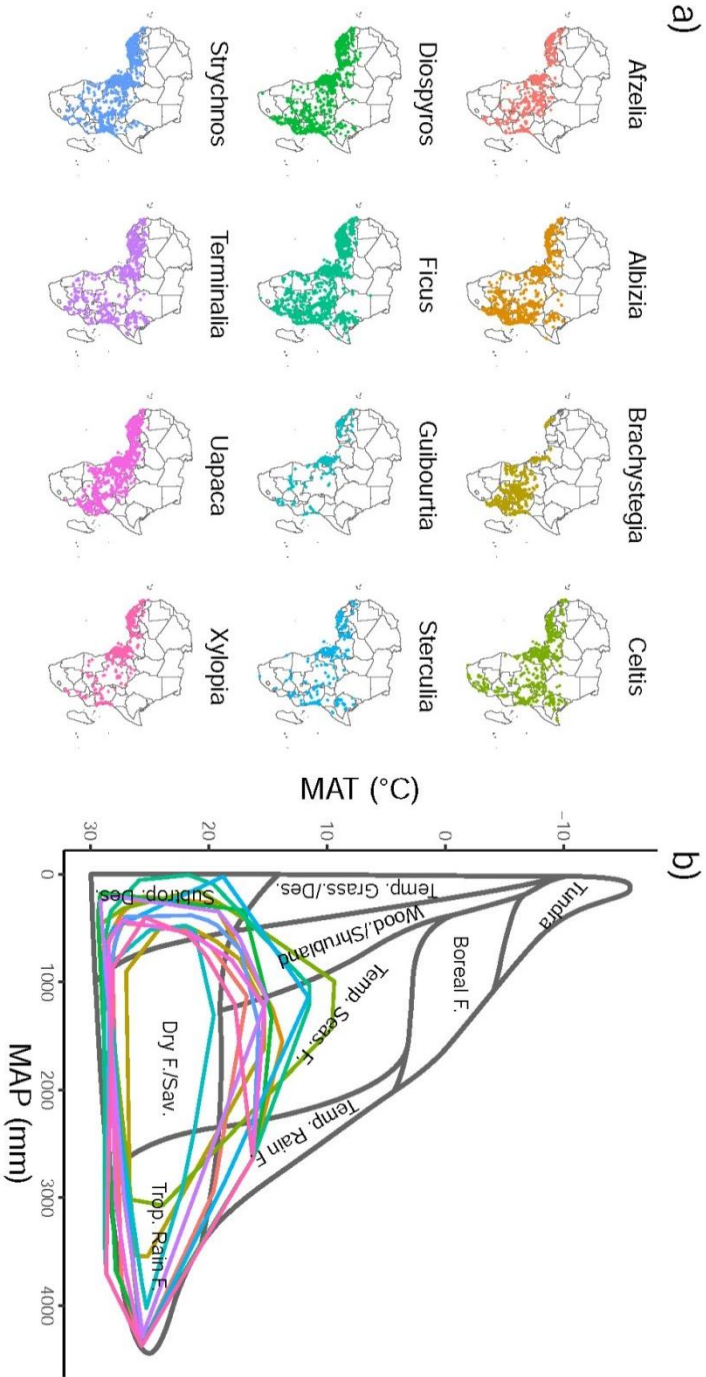 a)
Afzelia
Albizia
Brachystegia
Celtis
Diospyros
Ficus
Guibourtia
Sterculia
Strychnos
Terminalia
Uapaca
Xylopia
b)
MAT (°C)
-10
0
10
20
30
Tundra
Boreal F.
Temp. Grass./Des.
Wood./Shrubland
Temp. Seas. F.
Temp. Rain F.
Subtrop. Des.
Dry F./Sav.
Trop. Rain F
0
1000
2000
3000
4000
MAP (mm)